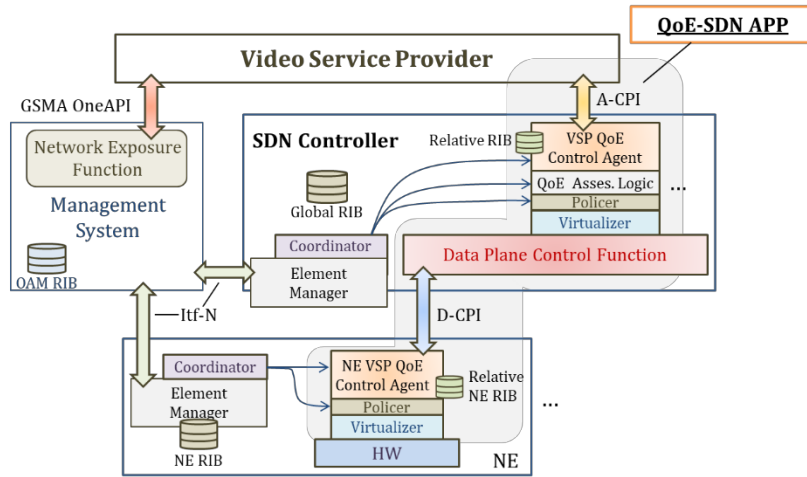 QoE-SDN APP
Video Service Provider
GSMA OneAPI
A-CPI
SDN Controller
Relative RIB
VSP QoE
Control Agent
Network Exposure
Function
QoE Asses. Logic
...
Policer
Global RIB
Management
System
Virtualizer
Coordinator
Data Plane Control Function
OAM RIB
Element
Manager
Itf-N
D-CPI
Coordinator
NE VSP QoE
Control Agent
Relative
NE RIB
Element
Manager
Policer
...
Virtualizer
NE RIB
HW
NE